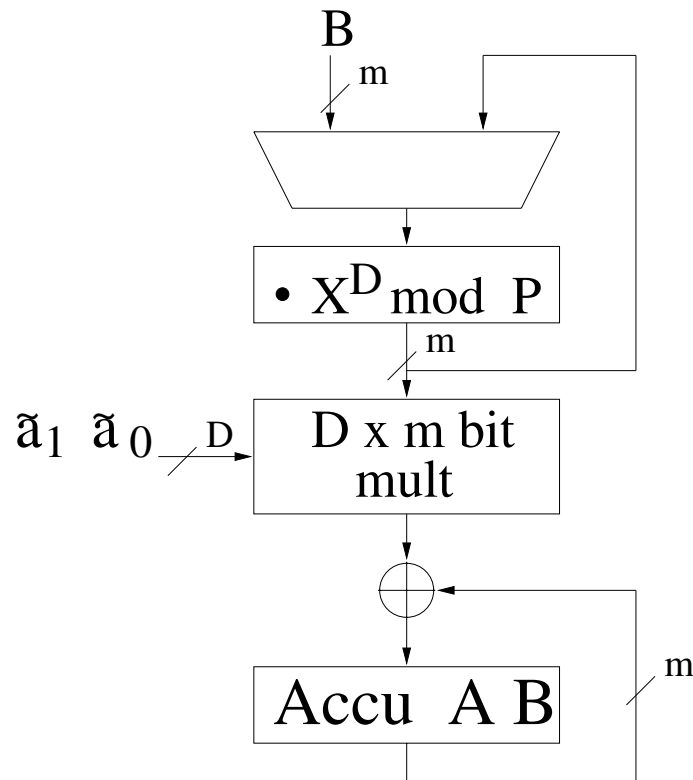 B
m
• X^D mod P
m
ã1 ã0
D
D x m bit
mult
m
Accu A B